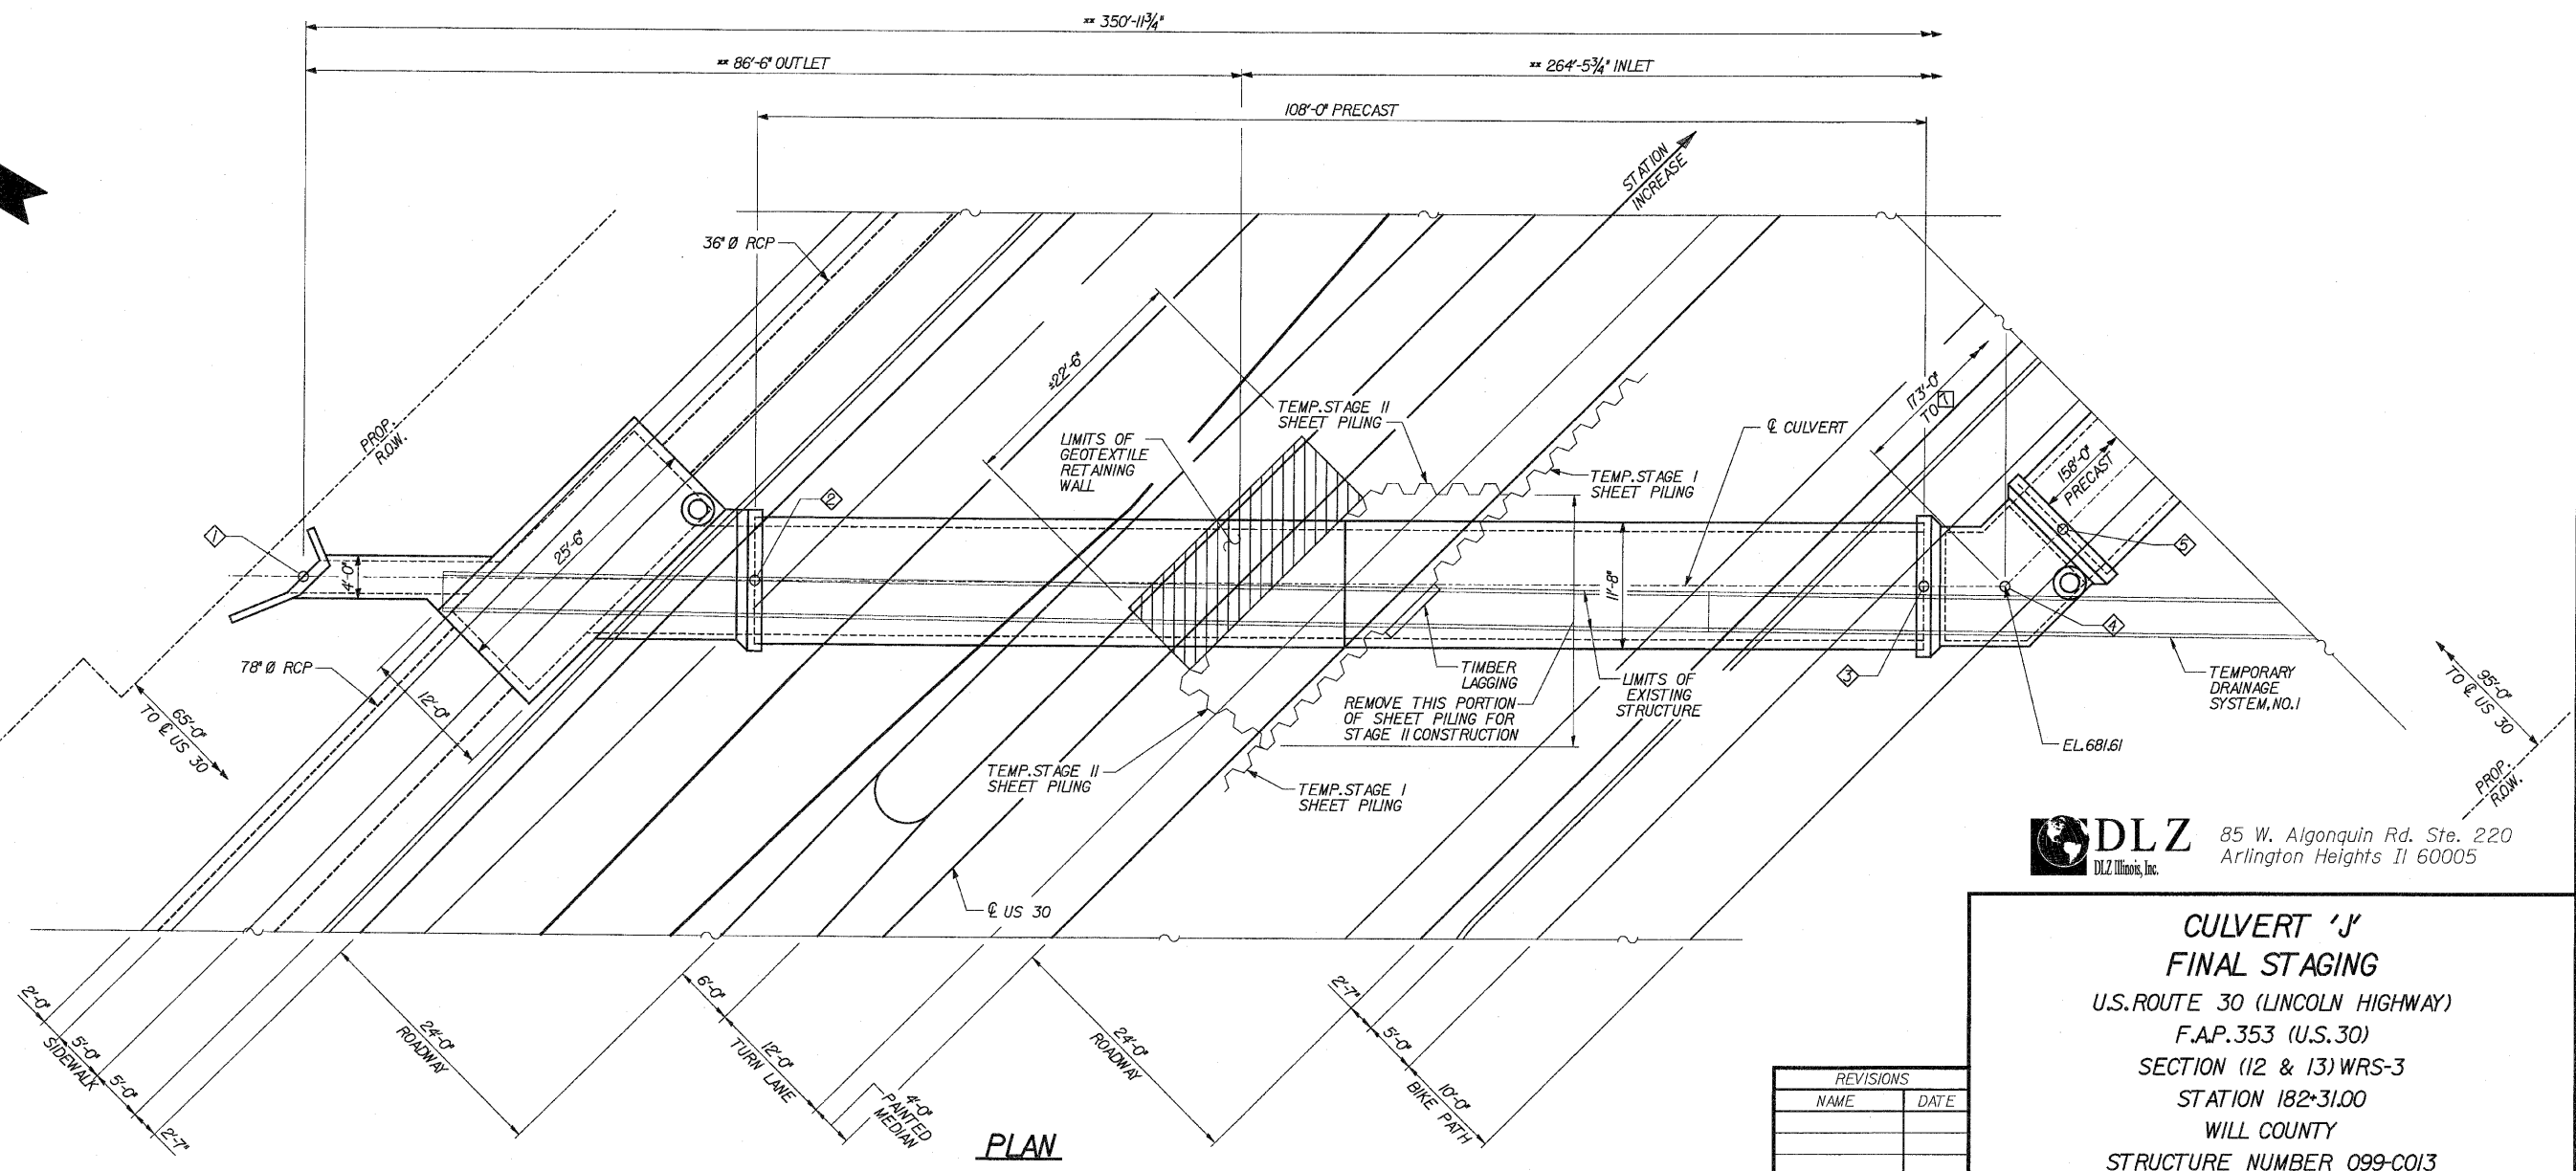 ** 350'-11¾"
** 86'-6" OUTLET
** 264'-5¾" INLET
108'-0" PRECAST
STATION
INCREASE
36" Ø RCP
±22'-6"
173'-0"
TO 7
TEMP. STAGE II
SHEET PILING
℄ CULVERT
PROP.
R.O.W.
LIMITS OF
GEOTEXTILE
RETAINING
WALL
TEMP. STAGE I
SHEET PILING
158'-0"
PRECAST
2
1
25'-6"
4'-0"
11'-8"
5
4
3
78" Ø RCP
12'-0"
TIMBER
LAGGING
LIMITS OF
EXISTING
STRUCTURE
REMOVE THIS PORTION
OF SHEET PILING FOR
STAGE II CONSTRUCTION
TEMPORARY
DRAINAGE
SYSTEM, NO. 1
95'-0"
TO ℄ US 30
65'-0"
TO ℄ US 30
EL. 681.61
TEMP. STAGE II
SHEET PILING
TEMP. STAGE I
SHEET PILING
PROP.
R.O.W.
DLZ
DLZ Illinois, Inc.
85 W. Algonquin Rd. Ste. 220
Arlington Heights Il 60005
℄ US 30
2'-0"
5'-0"
SIDEWALK
5'-0"
2'-7"
24'-0"
ROADWAY
6'-0"
12'-0"
TURN LANE
4'-0"
PAINTED
MEDIAN
24'-0"
ROADWAY
2'-7"
5'-0"
10'-0"
BIKE PATH
PLAN
REVISIONS
NAME DATE
CULVERT 'J'
FINAL STAGING
U.S. ROUTE 30 (LINCOLN HIGHWAY)
F.A.P. 353 (U.S. 30)
SECTION (12 & 13) WRS-3
STATION 182+31.00
WILL COUNTY
STRUCTURE NUMBER 099-C013